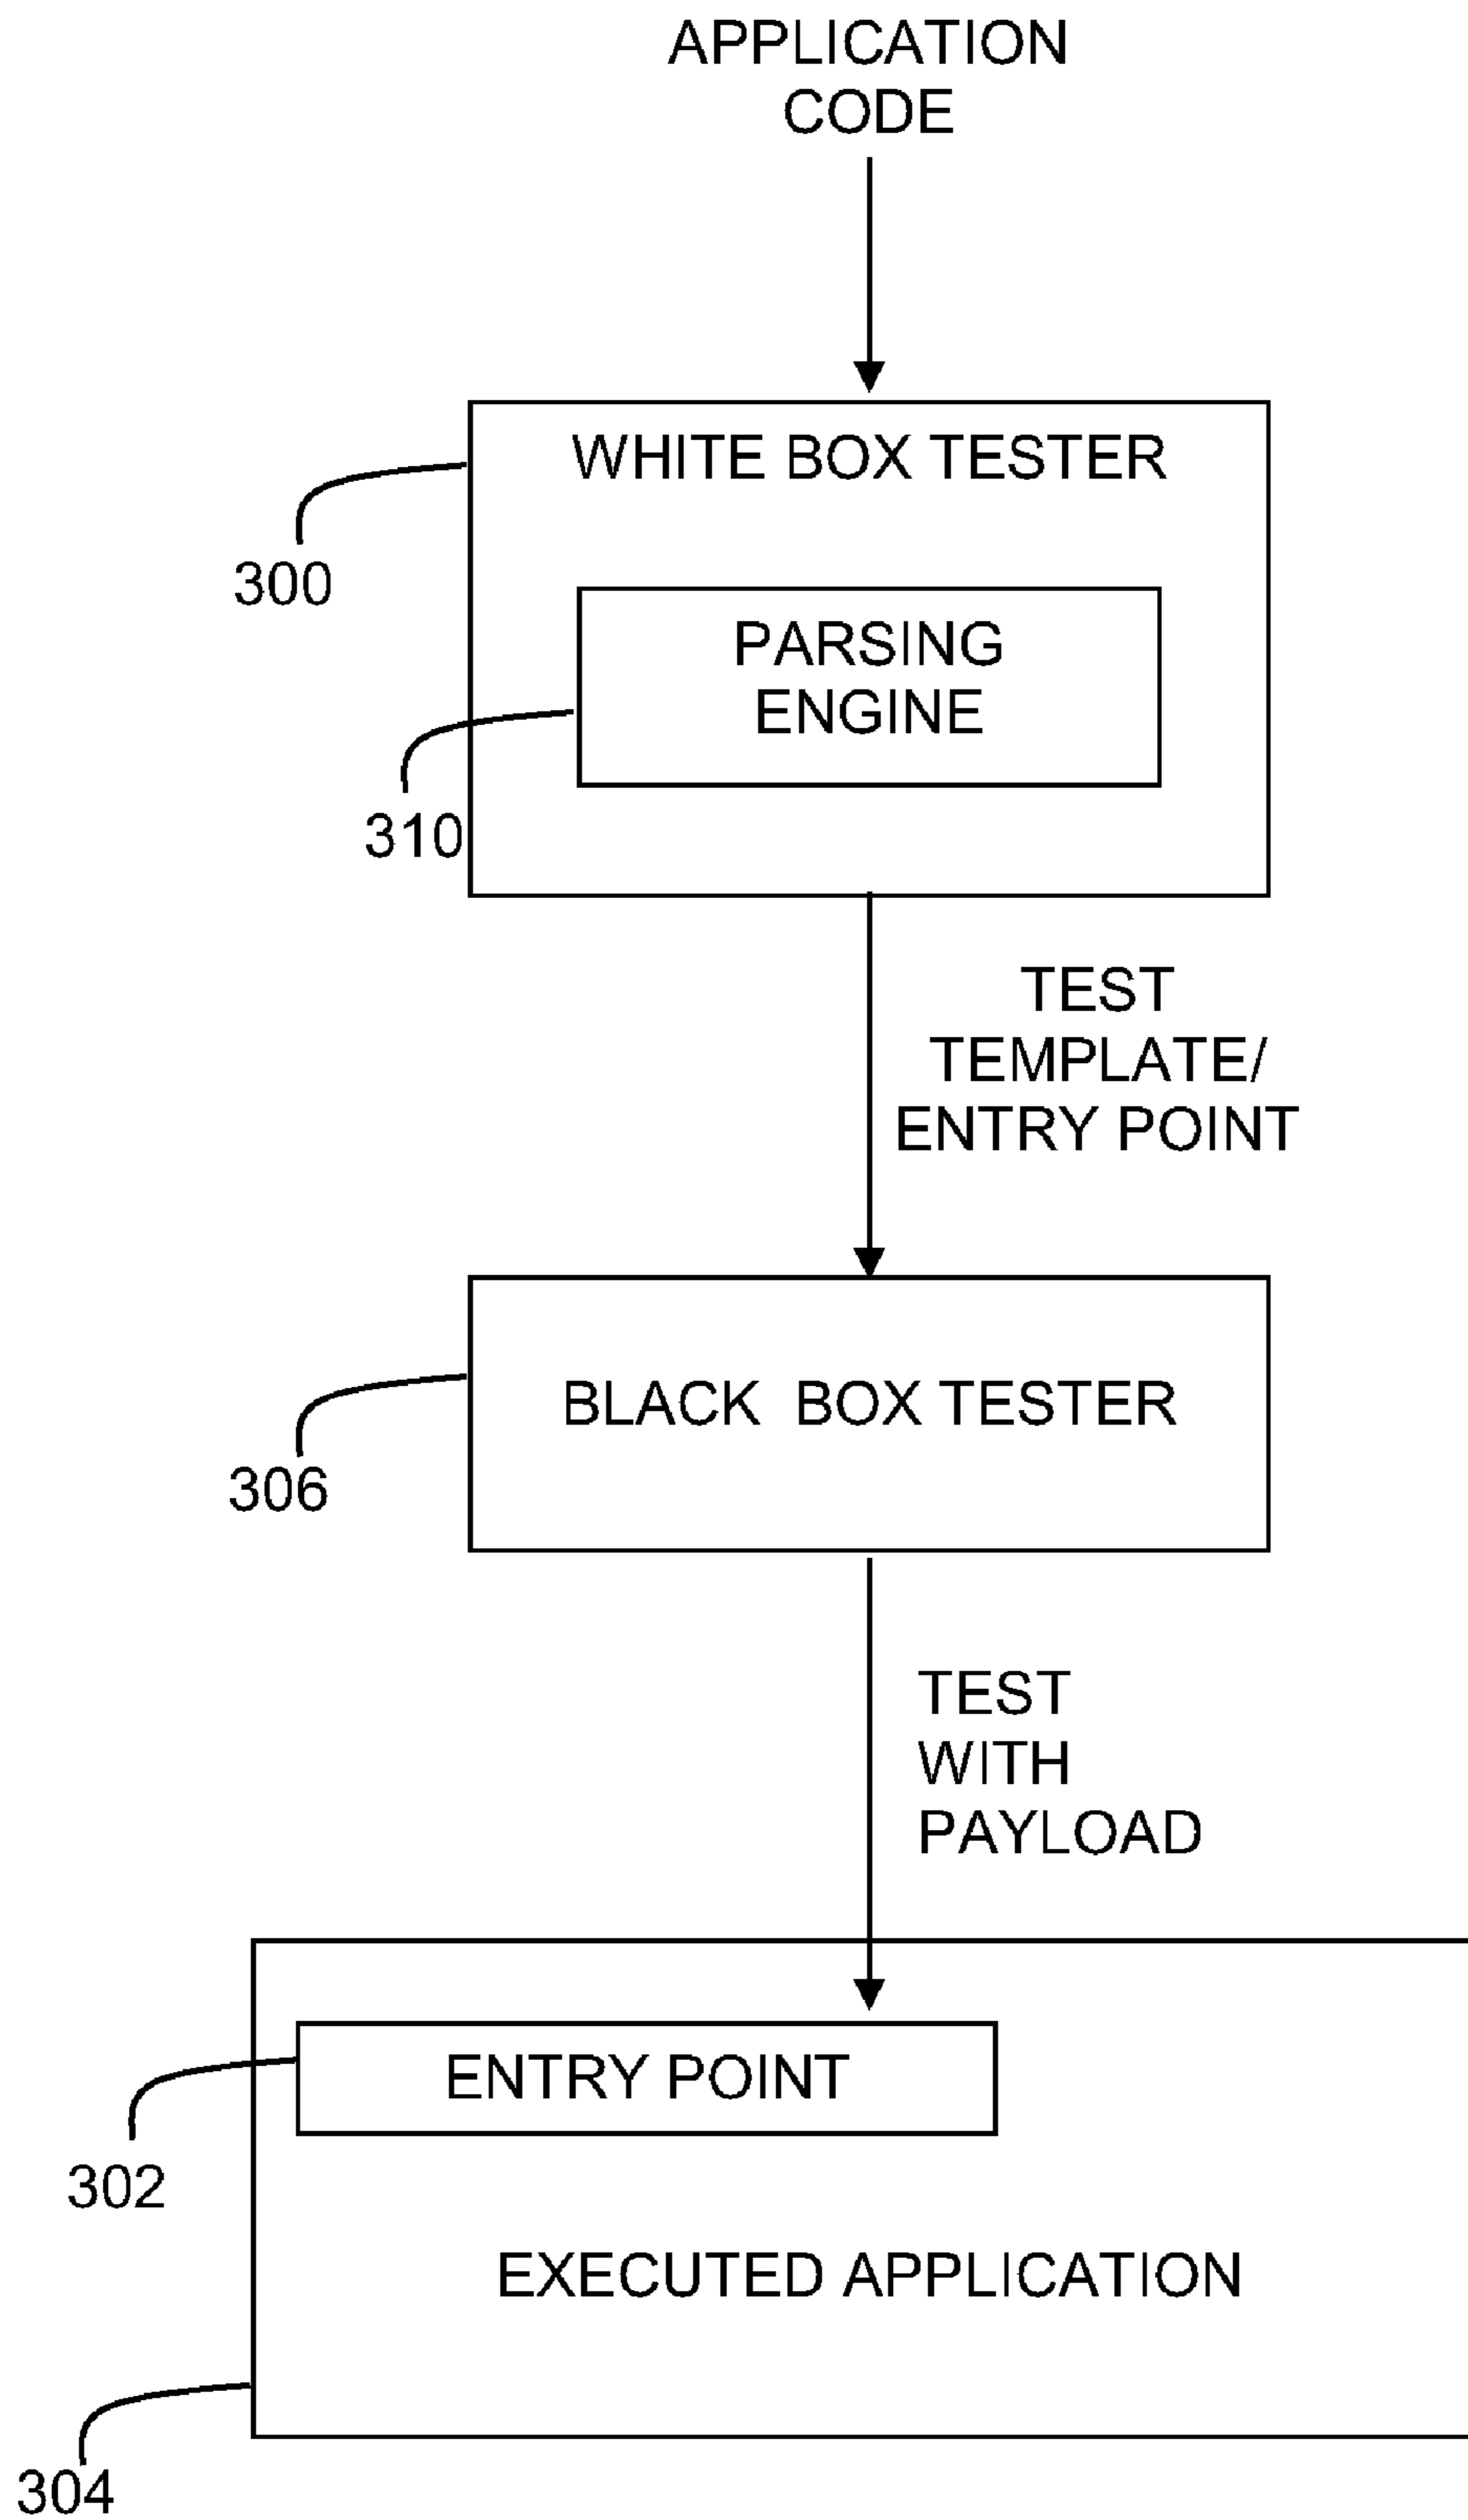 APPLICATION
CODE
WHITE BOX TESTER
300
PARSING
ENGINE
310
TEST
TEMPLATE/
ENTRY POINT
BLACK BOX TESTER
306
TEST
WITH
PAYLOAD
ENTRY POINT
302
EXECUTED APPLICATION
304